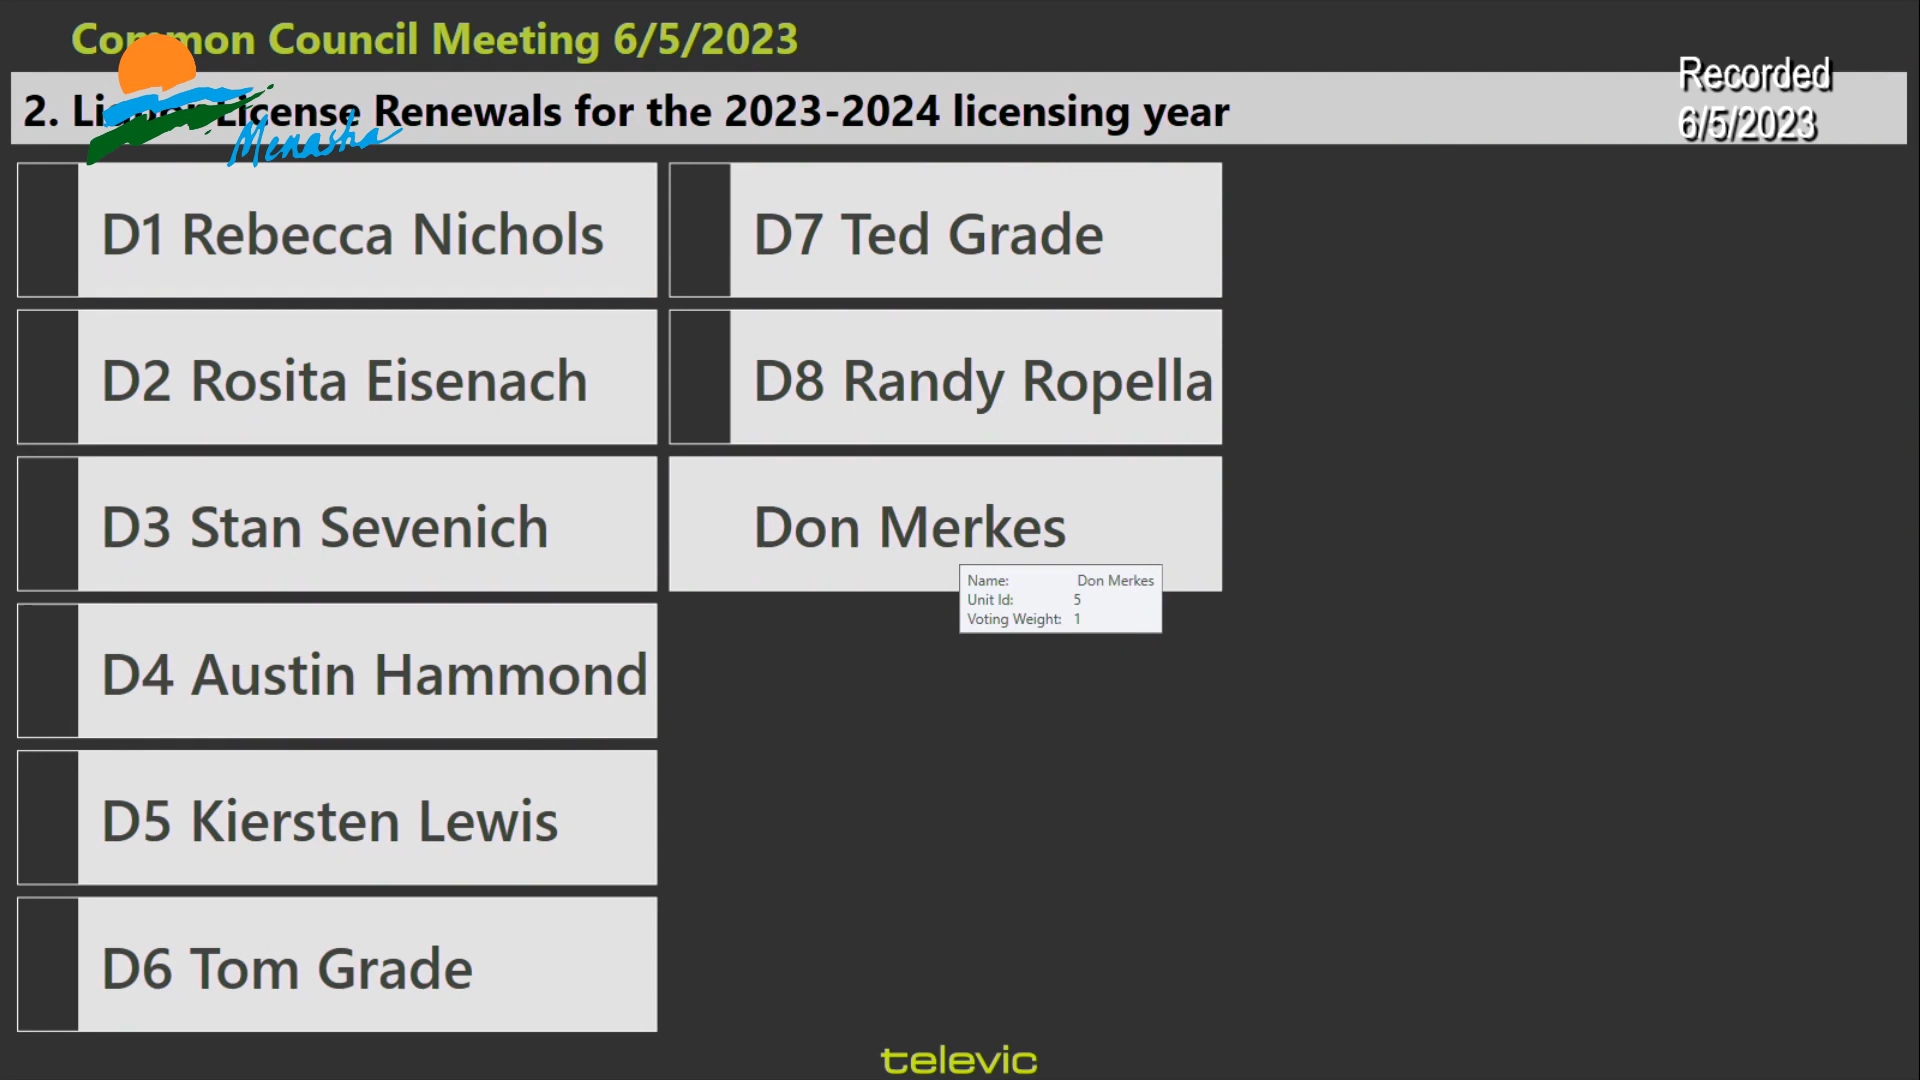 Common Council Meeting 6/5/2023
2. Liquor License Renewals for the 2023-2024 licensing year
Menasha
Recorded
6/5/2023
D1 Rebecca Nichols
D2 Rosita Eisenach
D3 Stan Sevenich
D4 Austin Hammond
D5 Kiersten Lewis
D6 Tom Grade
D7 Ted Grade
D8 Randy Ropella
Don Merkes
Name: Don Merkes
Unit Id: 5
Voting Weight: 1
televic